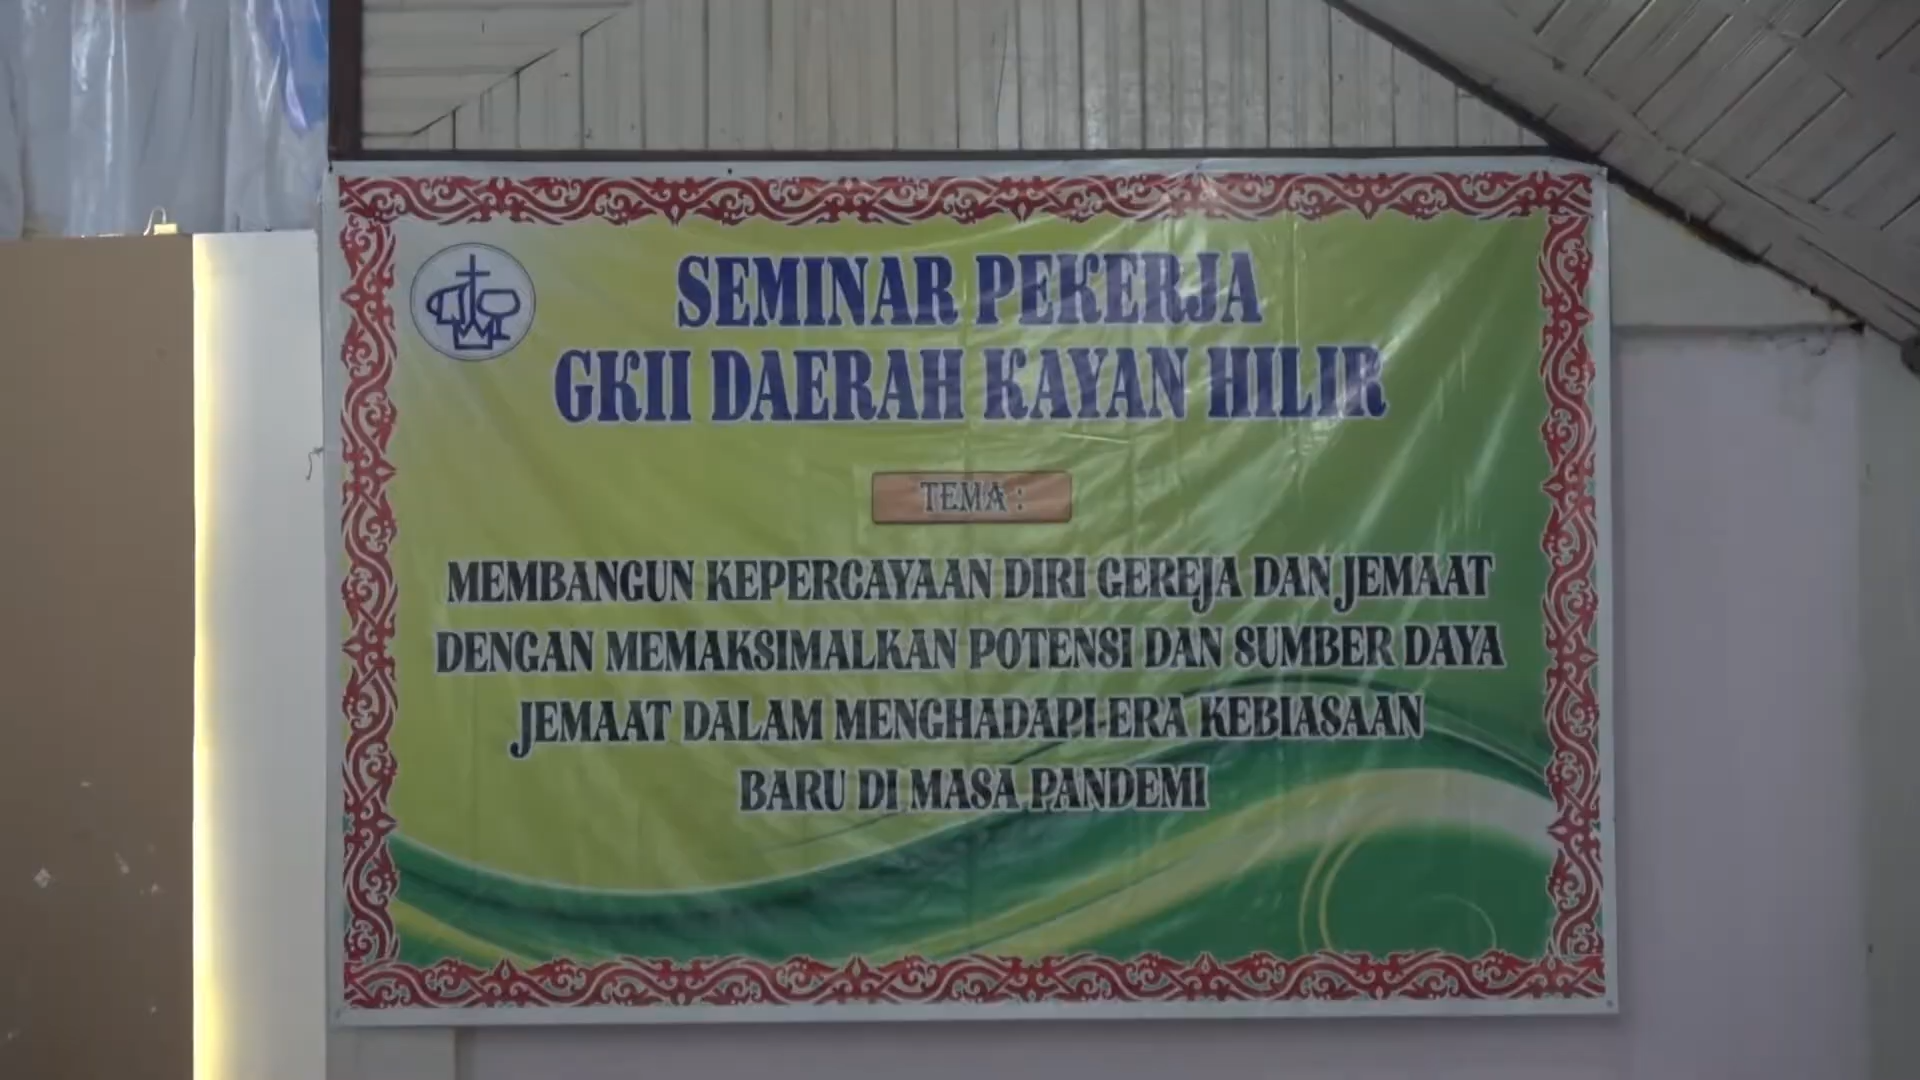 SEMINAR PEKERJA
GKII DAERAH KAYAN HILIR
TEMA :
MEMBANGUN KEPERCAYAAN DIRI GEREJA DAN JEMAAT
DENGAN MEMAKSIMALKAN POTENSI DAN SUMBER DAYA
JEMAAT DALAM MENGHADAPI ERA KEBIASAAN
BARU DI MASA PANDEMI